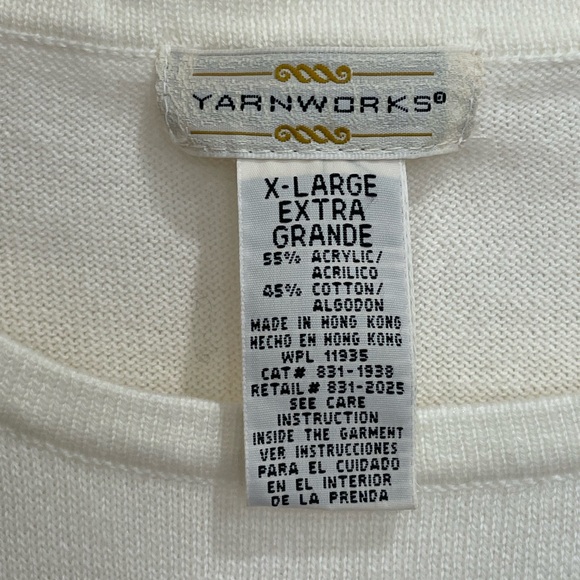 YARNWORKS®
X-LARGE
EXTRA
GRANDE
55% ACRYLIC/
ACRILICO
45% COTTON/
ALGODON
MADE IN HONG KONG
HECHO EN HONG KONG
WPL 11935
CAT# 831-1938
RETAIL# 831-2025
SEE CARE
INSTRUCTION
INSIDE THE GARMENT
VER INSTRUCCIONES
PARA EL CUIDADO
EN EL INTERIOR
DE LA PRENDA